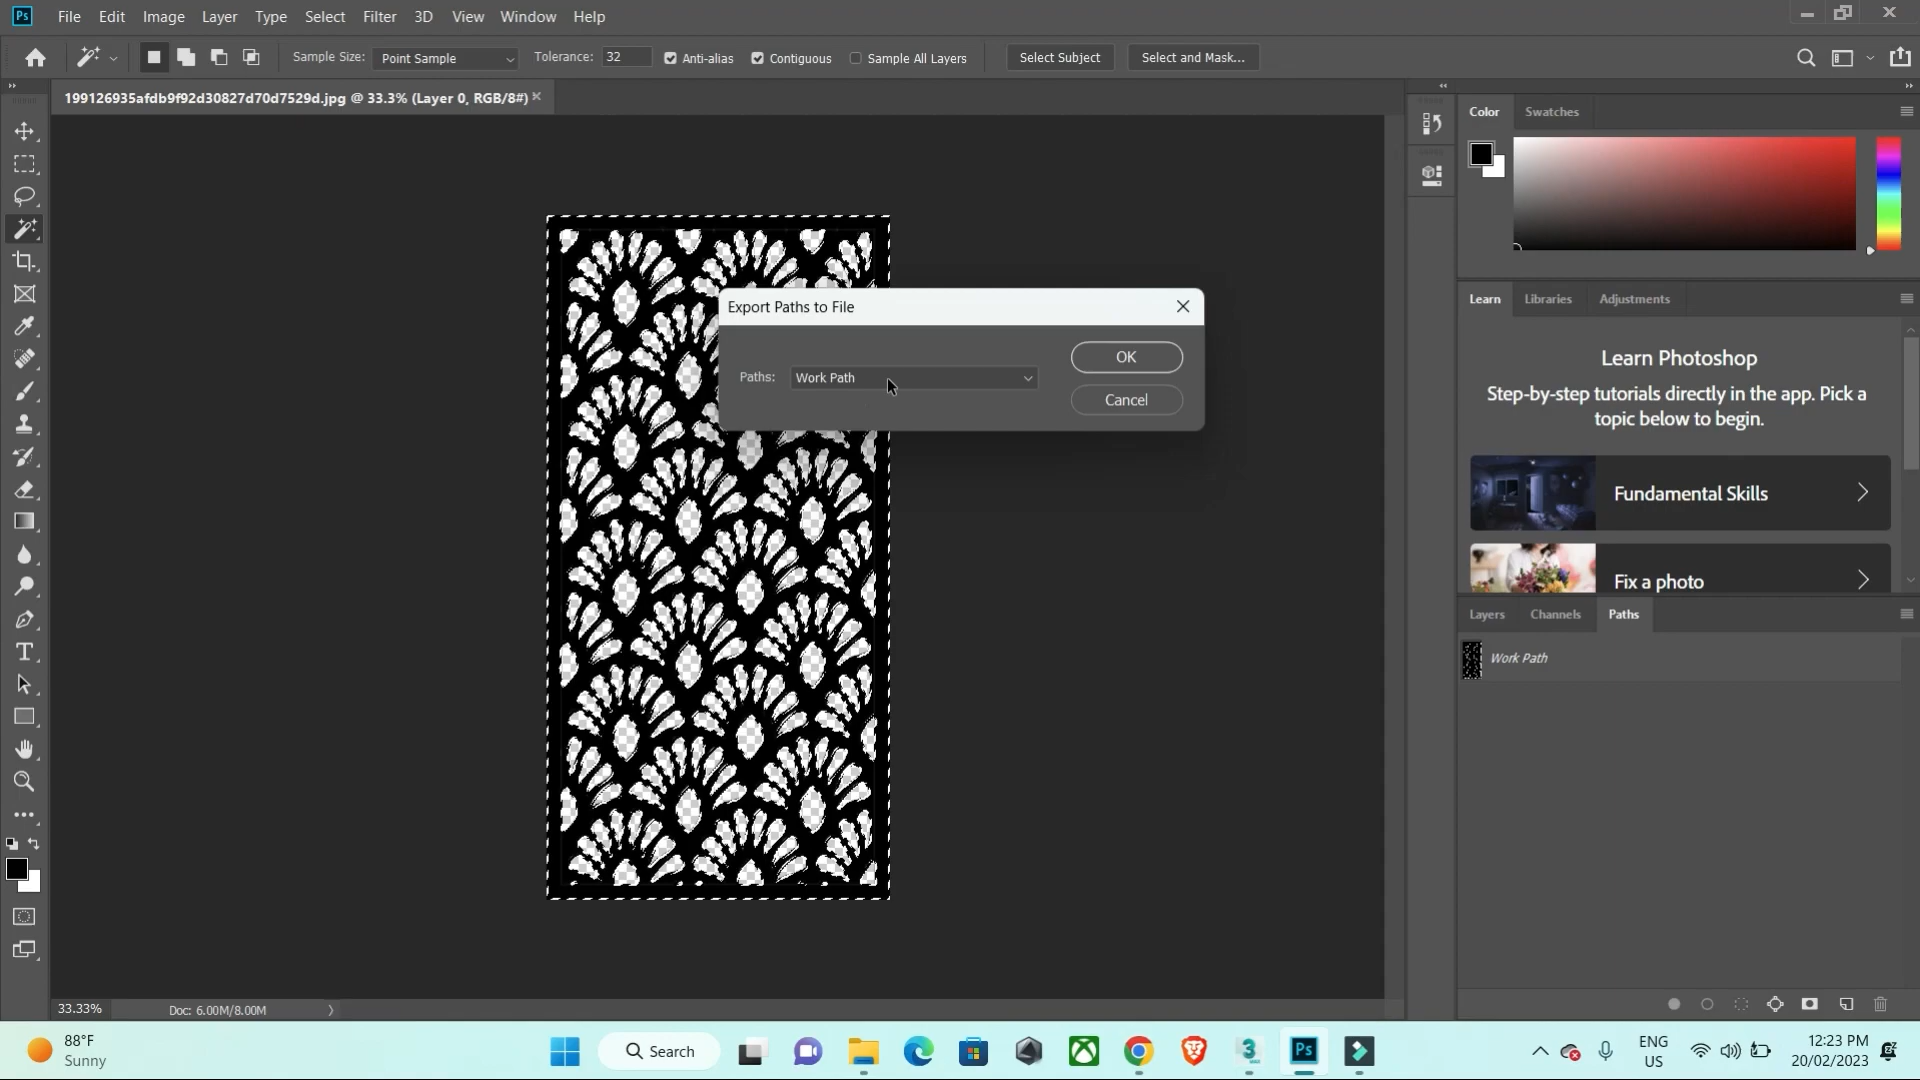 Ps File Edit Image Layer Type Select Filter 3D View Window Help
Sample Size: Point Sample Tolerance: 32 Anti-alias Contiguous Sample All Layers Select Subject Select and Mask...
199126935afdb9f92d30827d70d7529d.jpg @ 33.3% (Layer 0, RGB/8#)
Color Swatches
Export Paths to File
Paths: Work Path
OK
Cancel
Learn Libraries Adjustments
Learn Photoshop
Step-by-step tutorials directly in the app. Pick a
topic below to begin.
Fundamental Skills
Fix a photo
Layers Channels Paths
Work Path
33.33% Doc: 6.00M/8.00M
88°F
Sunny
Search
3
Ps
ENG
US
12:23 PM
20/02/2023